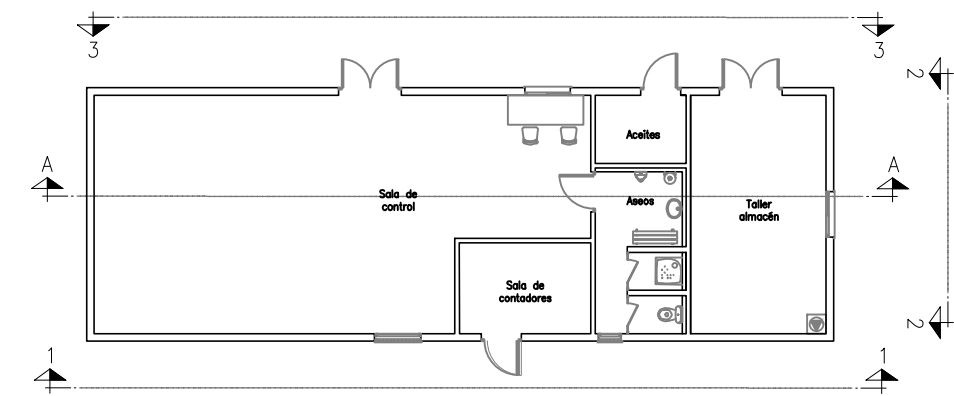 3
3
2
Aceites
A
A
Sala de
control
Aseos
Taller
almacén
Sala de
contadores
2
1
1